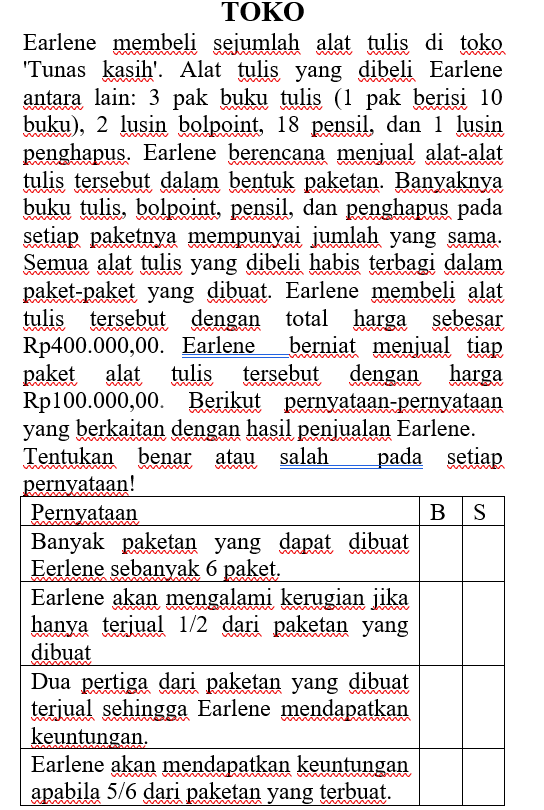 TOKO
Earlene membeli sejumlah alat tulis di toko
'Tunas kasih'. Alat tulis yang dibeli Earlene
antara lain: 3 pak buku tulis (1 pak berisi 10
buku), 2 lusin bolpoint, 18 pensil, dan 1 lusin
penghapus. Earlene berencana menjual alat-alat
tulis tersebut dalam bentuk paketan. Banyaknya
buku tulis, bolpoint, pensil, dan penghapus pada
setiap paketnya mempunyai jumlah yang sama.
Semua alat tulis yang dibeli habis terbagi dalam
paket-paket yang dibuat. Earlene membeli alat
tulis tersebut dengan total harga sebesar
Rp400.000,00. Earlene berniat menjual tiap
paket alat tulis tersebut dengan harga
Rp100.000,00. Berikut pernyataan-pernyataan
yang berkaitan dengan hasil penjualan Earlene.
Tentukan benar atau salah pada setiap
pernyataan!
Pernyataan B S
Banyak paketan yang dapat dibuat
Eerlene sebanyak 6 paket.
Earlene akan mengalami kerugian jika
hanya terjual 1/2 dari paketan yang
dibuat
Dua pertiga dari paketan yang dibuat
terjual sehingga Earlene mendapatkan
keuntungan.
Earlene akan mendapatkan keuntungan
apabila 5/6 dari paketan yang terbuat.